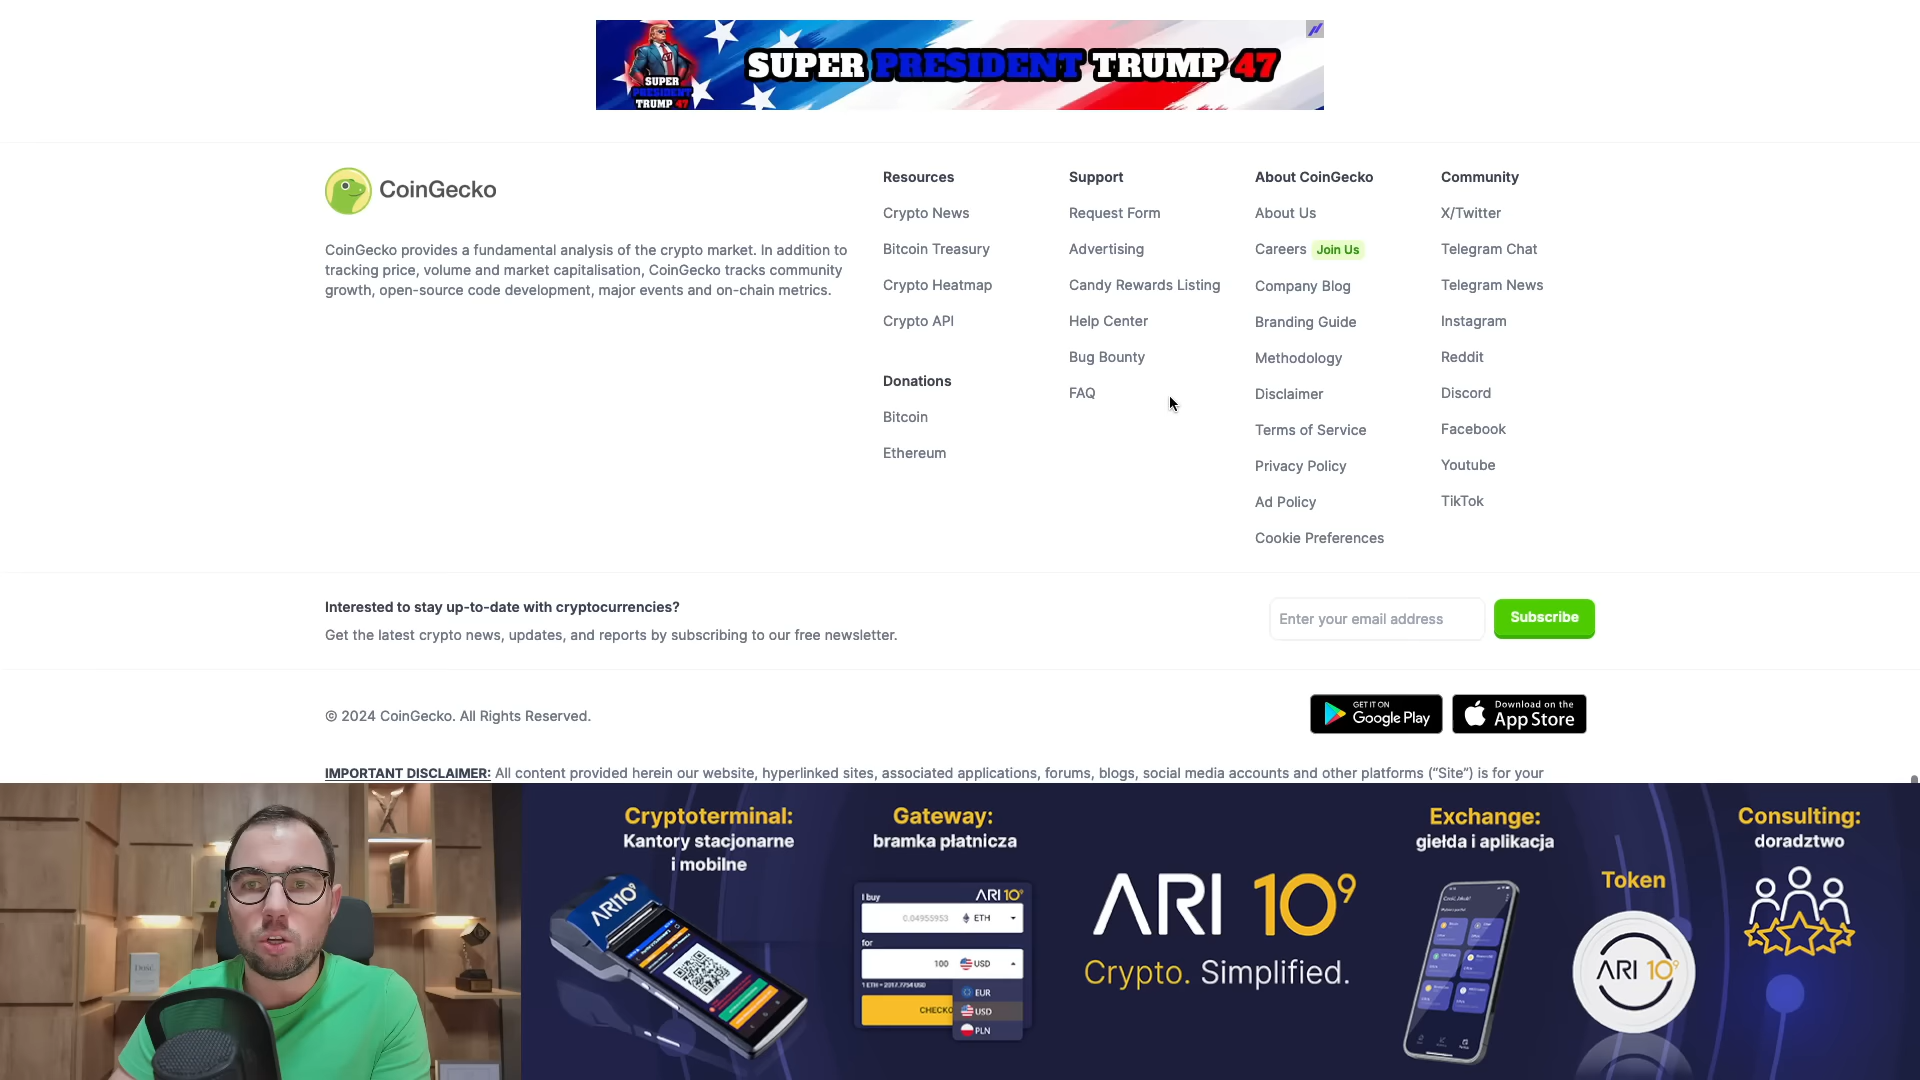 SUPER PRESIDENT TRUMP 47
SUPER
PRESIDENT
TRUMP 47
CoinGecko
CoinGecko provides a fundamental analysis of the crypto market. In addition to
tracking price, volume and market capitalisation, CoinGecko tracks community
growth, open-source code development, major events and on-chain metrics.
Resources
Crypto News
Bitcoin Treasury
Crypto Heatmap
Crypto API
Donations
Bitcoin
Ethereum
Support
Request Form
Advertising
Candy Rewards Listing
Help Center
Bug Bounty
FAQ
About CoinGecko
About Us
Careers Join Us
Company Blog
Branding Guide
Methodology
Disclaimer
Terms of Service
Privacy Policy
Ad Policy
Cookie Preferences
Community
X/Twitter
Telegram Chat
Telegram News
Instagram
Reddit
Discord
Facebook
Youtube
TikTok
Interested to stay up-to-date with cryptocurrencies?
Get the latest crypto news, updates, and reports by subscribing to our free newsletter.
Enter your email address
Subscribe
© 2024 CoinGecko. All Rights Reserved.
GET IT ON
Google Play
Download on the
App Store
IMPORTANT DISCLAIMER: All content provided herein our website, hyperlinked sites, associated applications, forums, blogs, social media accounts and other platforms (“Site”) is for your
Cryptoterminal:
Kantory stacjonarne
i mobilne
ARI10
Gateway:
bramka płatnicza
I buy
ARI 10⁹
0.04955953 ETH
for
100 USD
EUR
USD
PLN
ARI 10⁹
Crypto. Simplified.
Exchange:
giełda i aplikacja
Token
ARI 10⁹
Consulting:
doradztwo